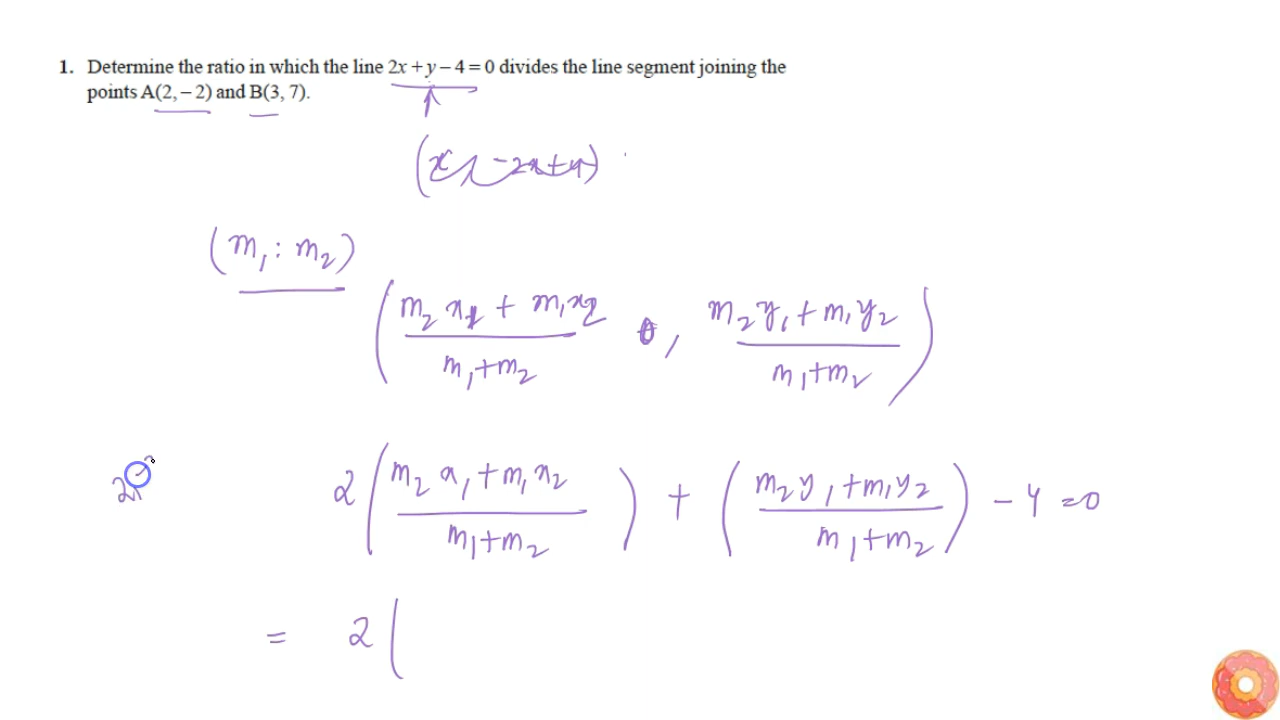 1. Determine the ratio in which the line 2x + y – 4 = 0 divides the line segment joining the
points A(2, – 2) and B(3, 7).
(x, -2x+4)
(m₁ : m₂)
( (m₂x₁ + m₁x₂)/(m₁+m₂) , (m₂y₁ + m₁y₂)/(m₁+m₂) )
2( (m₂x₁ + m₁x₂)/(m₁+m₂) ) + ( (m₂y₁ + m₁y₂)/(m₁+m₂) ) - 4 = 0
= 2(